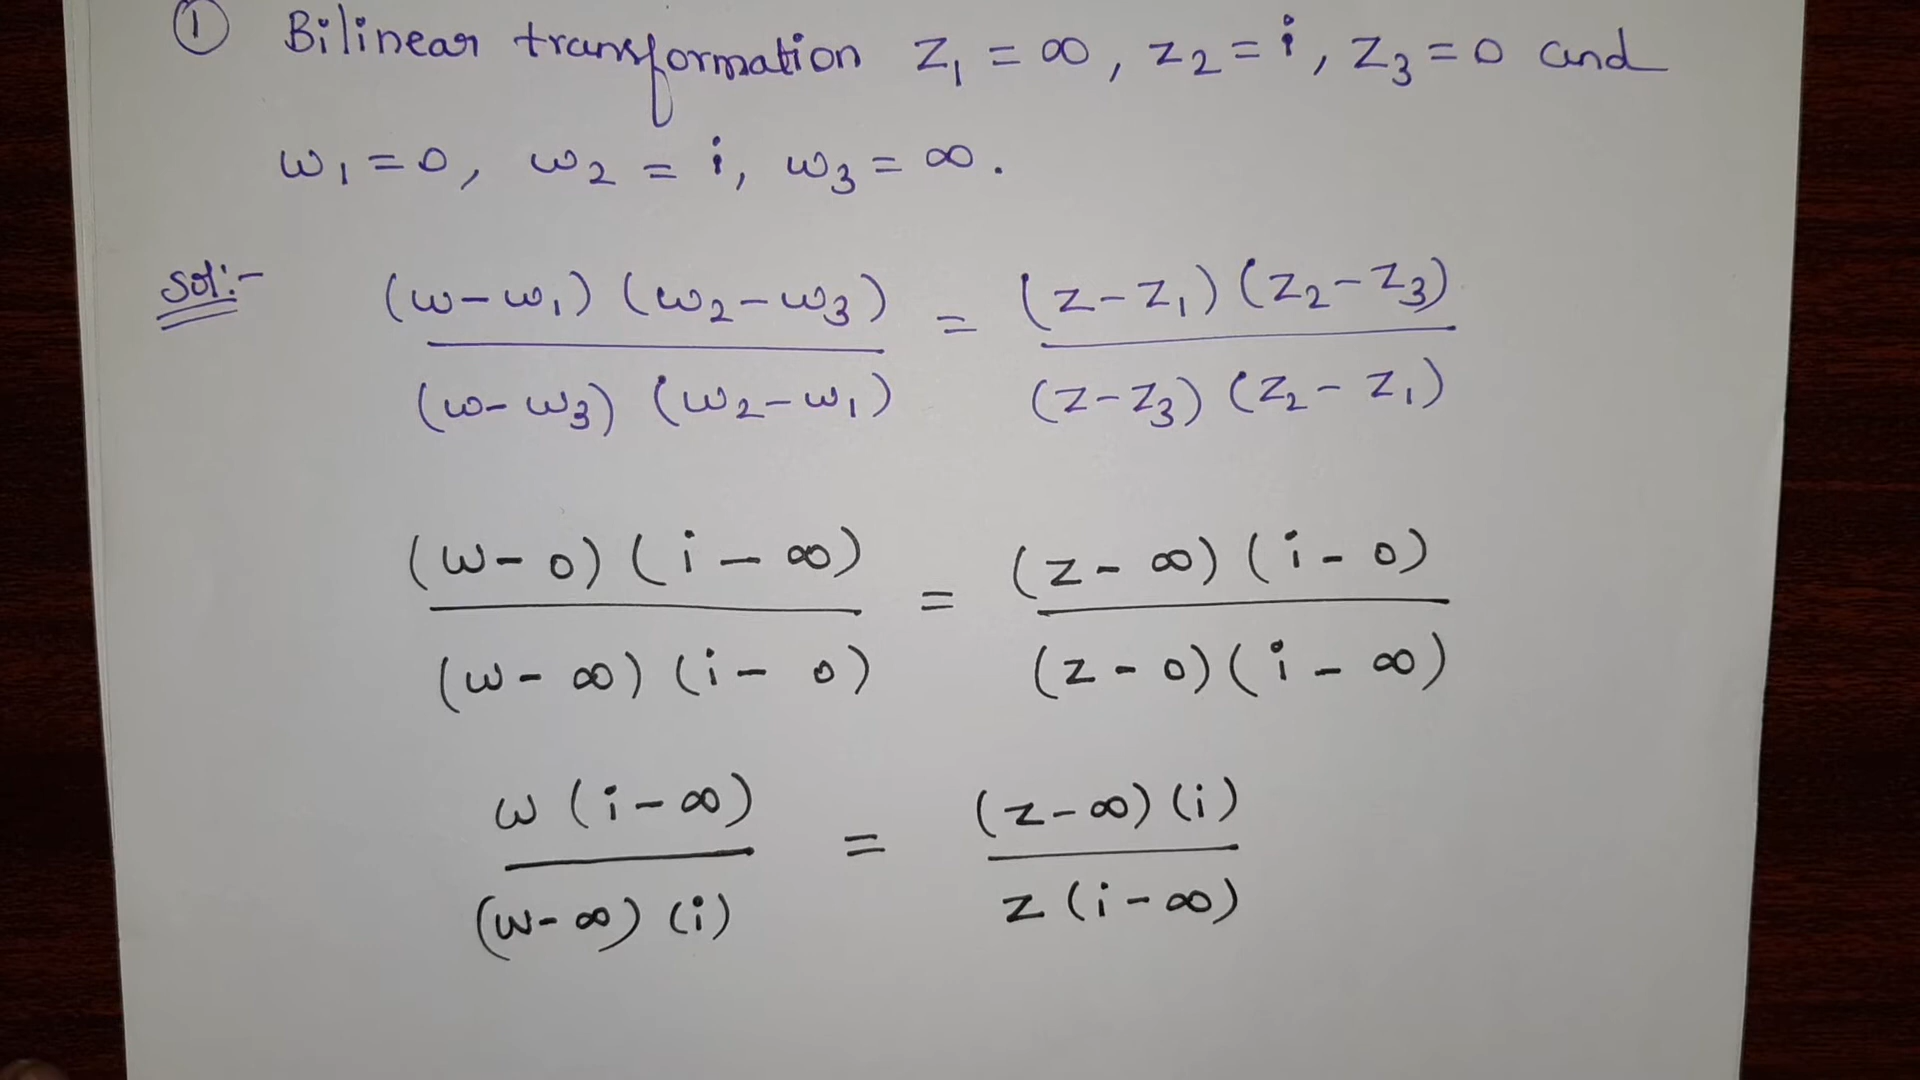 ① Bilinear transformation z₁ = ∞, z₂ = i, z₃ = 0 and
w₁ = 0, w₂ = i, w₃ = ∞.
Sol:- (w-w₁) (w₂-w₃) / (w-w₃) (w₂-w₁) = (z-z₁) (z₂-z₃) / (z-z₃) (z₂-z₁)
(w-0) (i-∞) / (w-∞) (i-0) = (z-∞) (i-0) / (z-0) (i-∞)
w (i-∞) / (w-∞) (i) = (z-∞) (i) / z (i-∞)